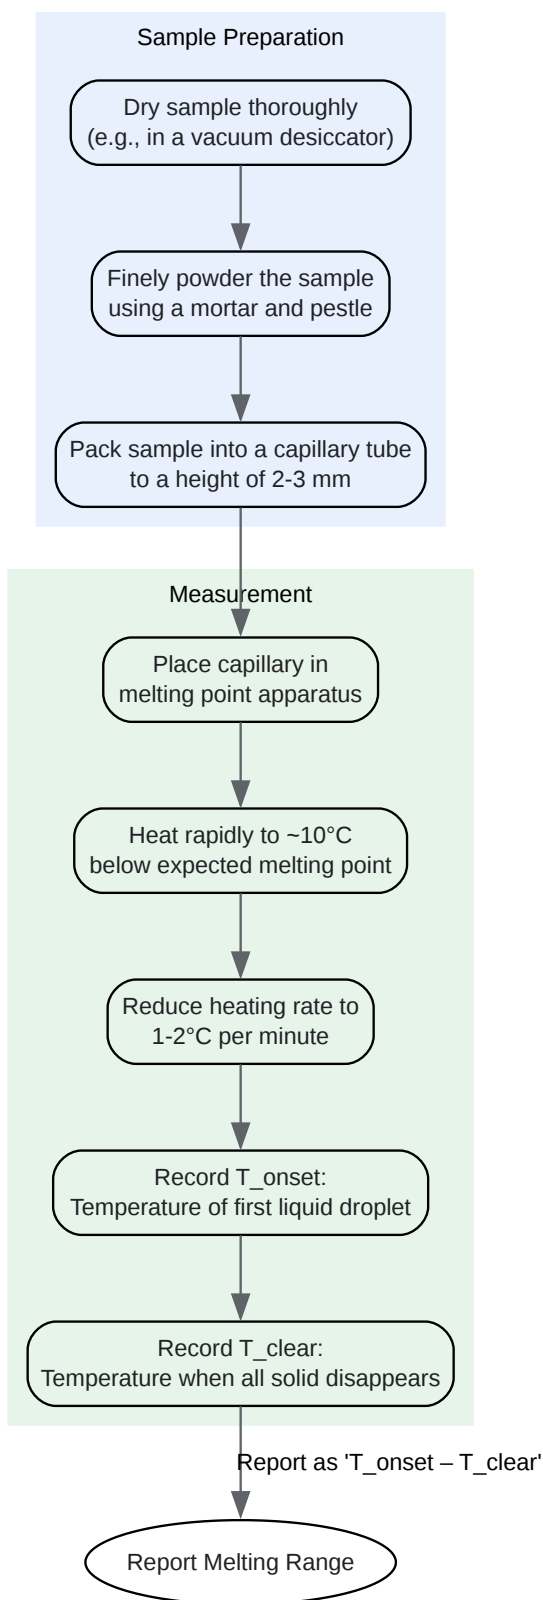 Sample Preparation
Dry sample thoroughly
(e.g., in a vacuum desiccator)
Finely powder the sample
using a mortar and pestle
Pack sample into a capillary tube
to a height of 2-3 mm
Measurement
Place capillary in
melting point apparatus
Heat rapidly to ~10°C
below expected melting point
Reduce heating rate to
1-2°C per minute
Record T_onset:
Temperature of first liquid droplet
Record T_clear:
Temperature when all solid disappears
Report as 'T_onset – T_clear'
Report Melting Range